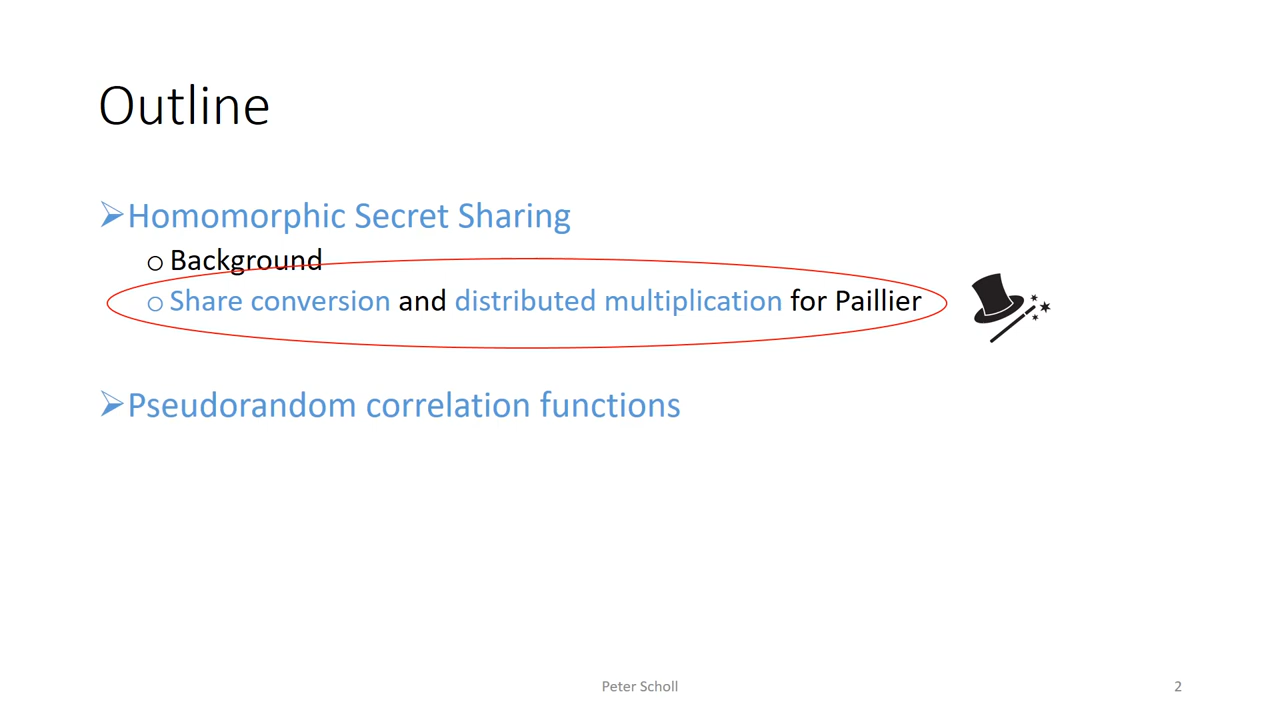 Outline
Homomorphic Secret Sharing
Background
Share conversion and distributed multiplication for Paillier
Pseudorandom correlation functions
Peter Scholl
2